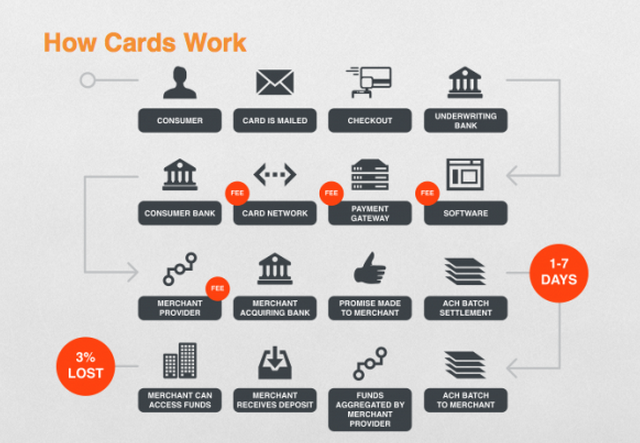 How Cards Work
CONSUMER
CARD IS MAILED
CHECKOUT
UNDERWRITING
BANK
CONSUMER BANK
FEE
CARD NETWORK
FEE
PAYMENT
GATEWAY
FEE
SOFTWARE
MERCHANT
PROVIDER
FEE
MERCHANT
ACQUIRING BANK
PROMISE MADE
TO MERCHANT
ACH BATCH
SETTLEMENT
1-7
DAYS
3%
LOST
MERCHANT CAN
ACCESS FUNDS
MERCHANT
RECEIVES DEPOSIT
FUNDS
AGGREGATED BY
MERCHANT
PROVIDER
ACH BATCH
TO MERCHANT